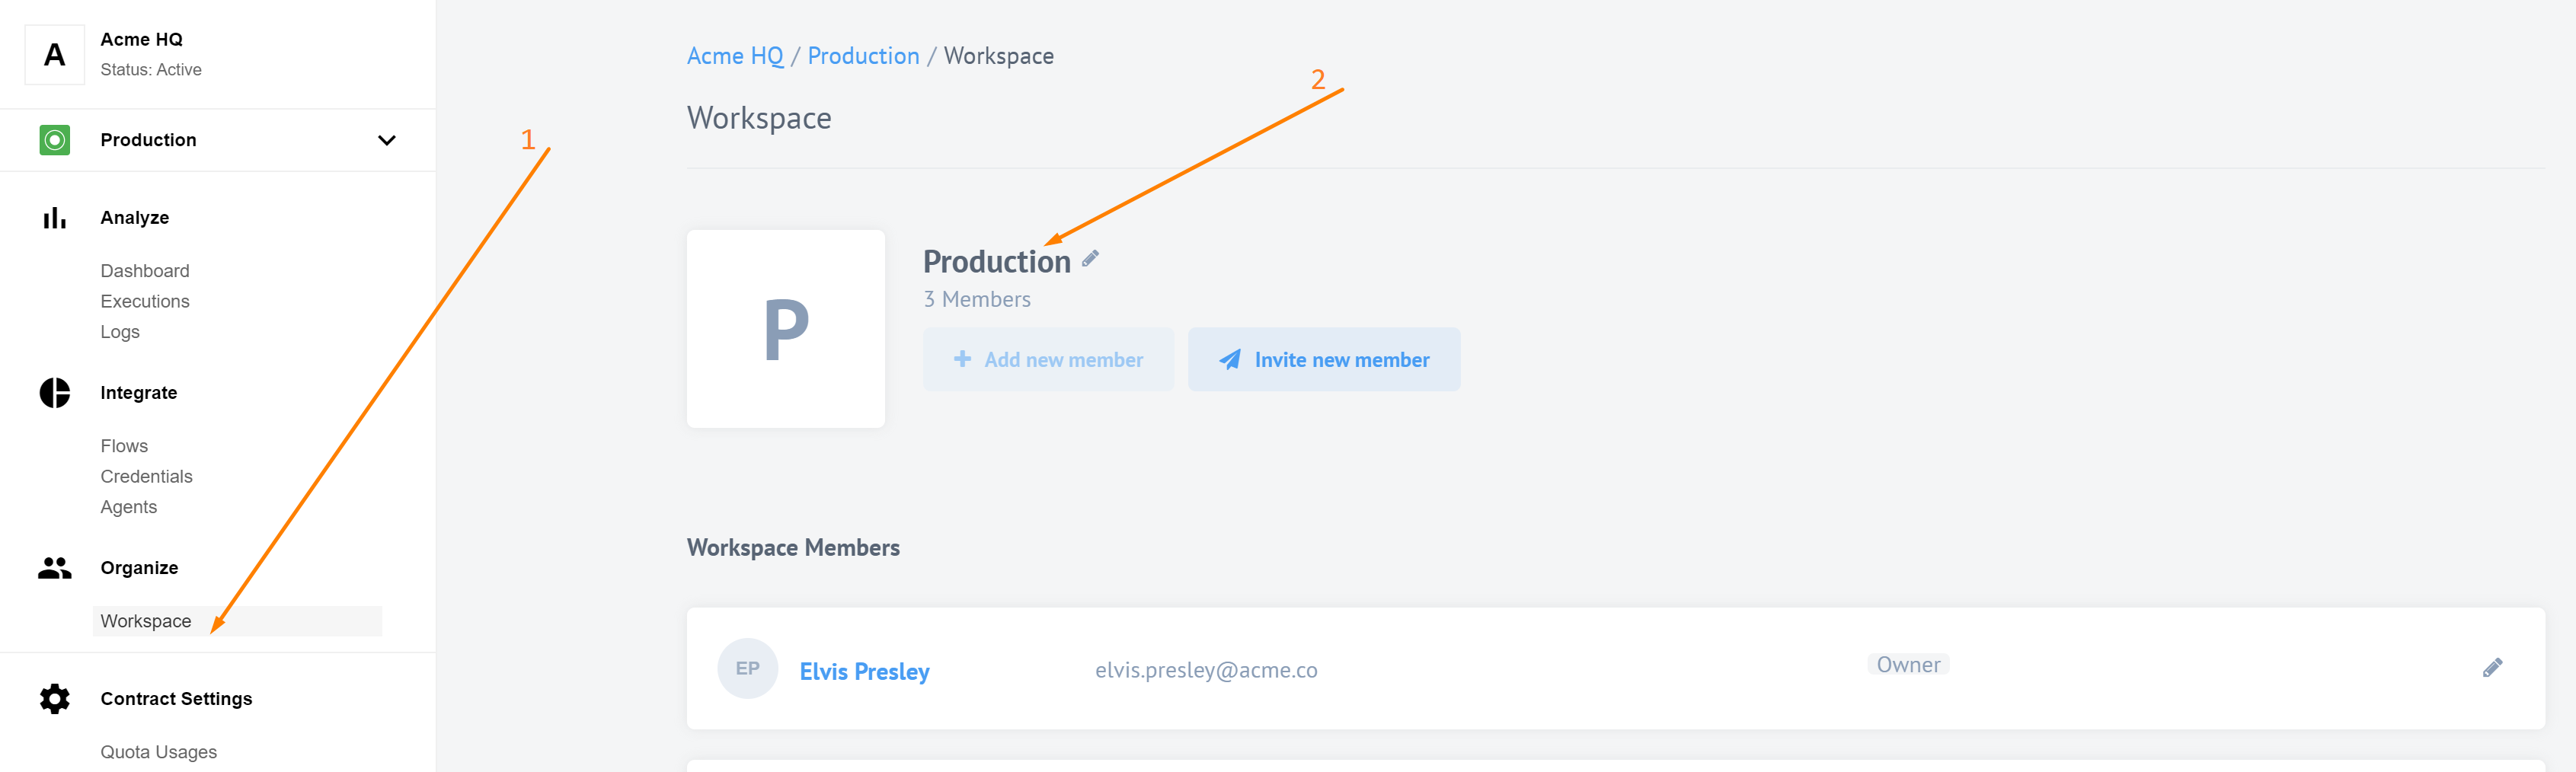 A
Acme HQ
Status: Active
Production
Analyze
Dashboard
Executions
Logs
Integrate
Flows
Credentials
Agents
Organize
Workspace
Contract Settings
Quota Usages
1
Acme HQ / Production / Workspace
2
Workspace
P
Production
3 Members
Add new member
Invite new member
Workspace Members
EP
Elvis Presley
elvis.presley@acme.co
Owner